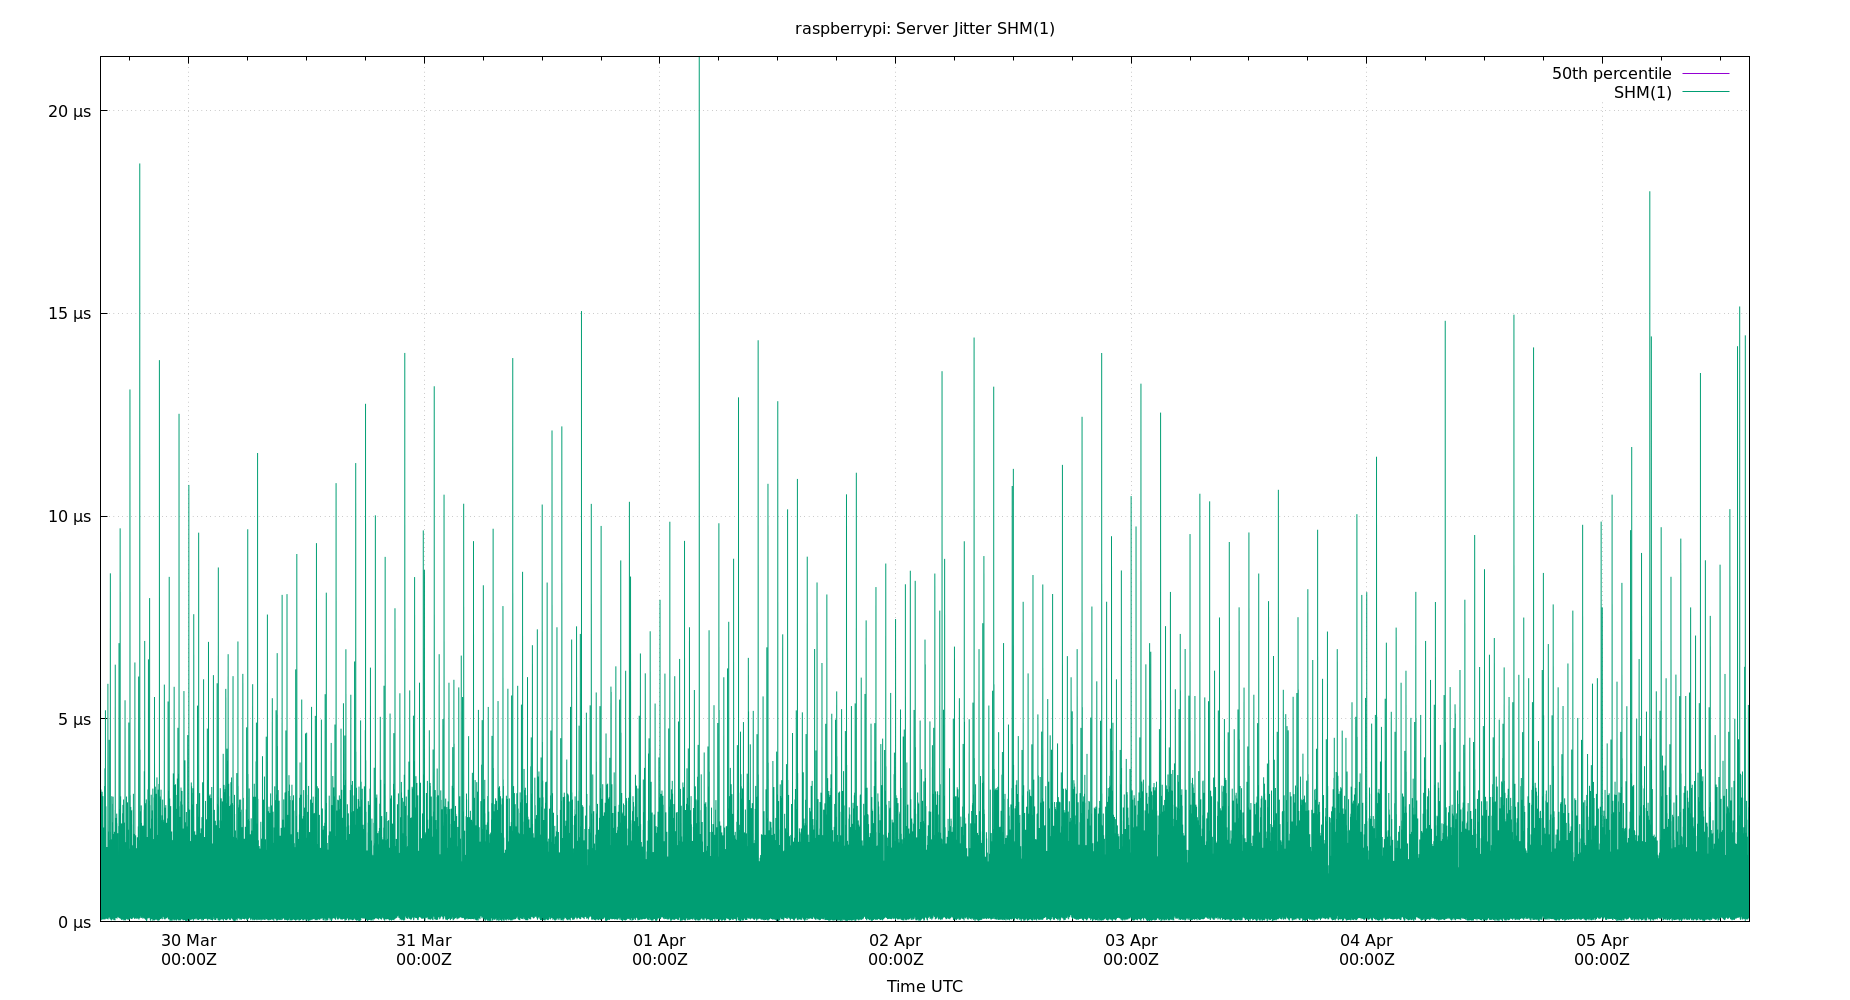 raspberrypi: Server Jitter SHM(1)
50th percentile
SHM(1)
20 µs
15 µs
10 µs
5 µs
0 µs
30 Mar 31 Mar 01 Apr 02 Apr 03 Apr 04 Apr 05 Apr
00:00Z 00:00Z 00:00Z 00:00Z 00:00Z 00:00Z 00:00Z
Time UTC